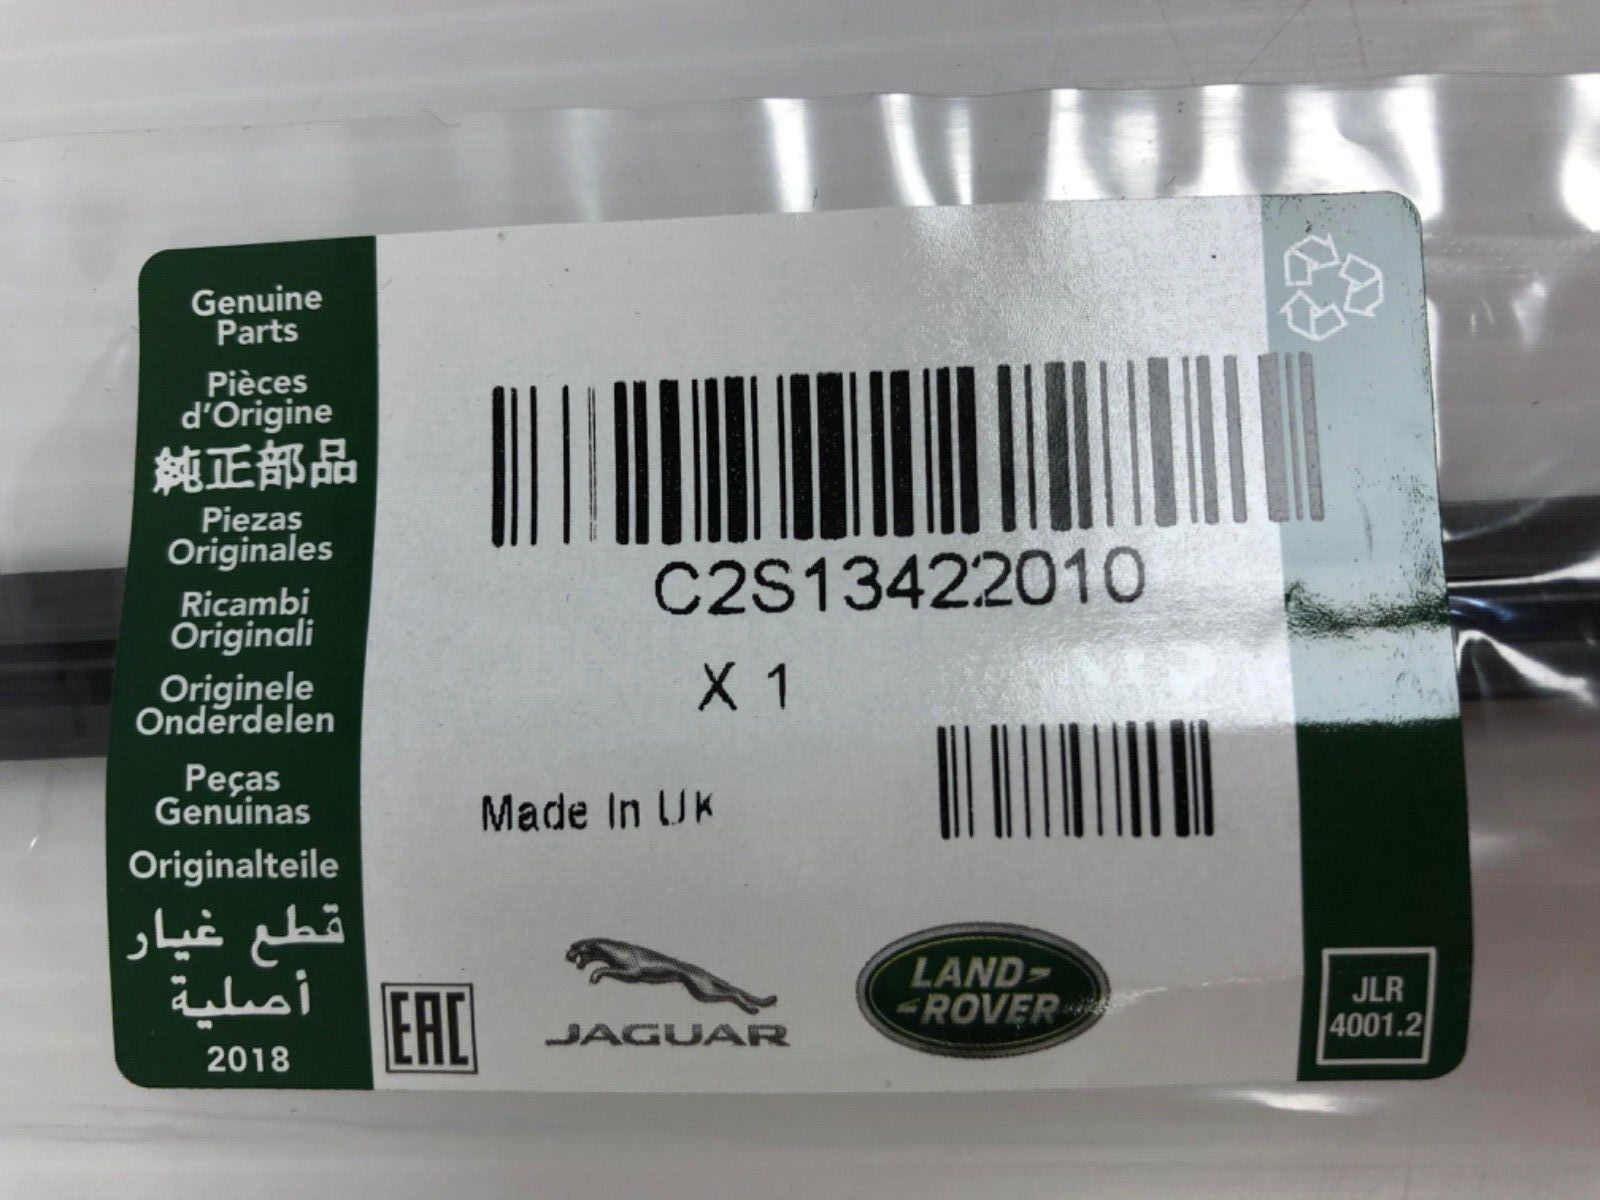 Genuine
Parts
Pièces
d'Origine
純正部品
Piezas
Originales
Ricambi
Originali
Originele
Onderdelen
Peças
Genuinas
Originalteile
قطع غيار
أصلية
2018
C2S13422010
X 1
Made In UK
EAC
JAGUAR
LAND-
-ROVER
JLR
4001.2